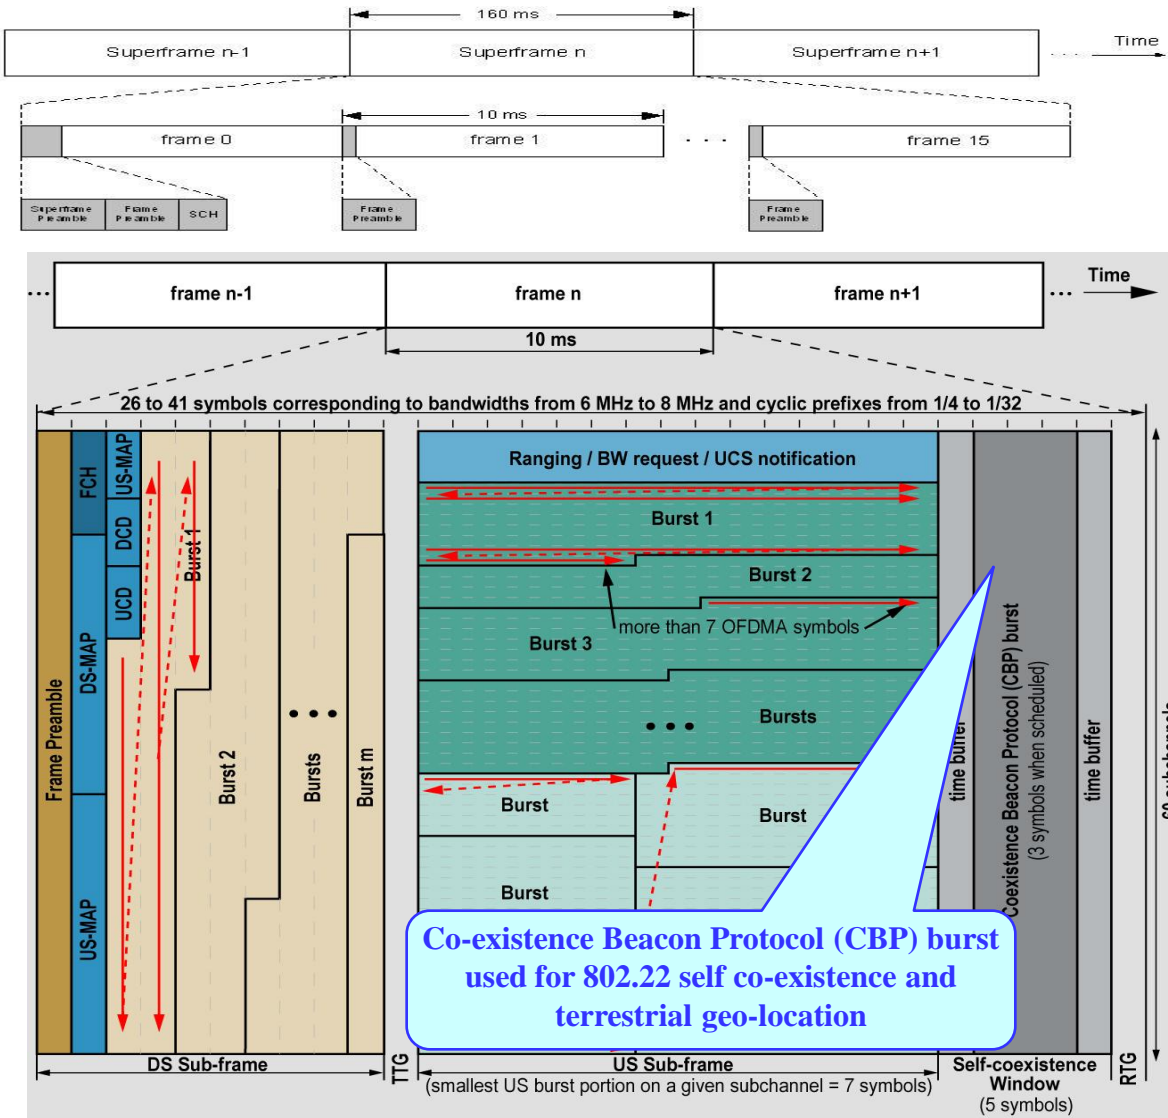 160 ms
Superframe n-1
Superframe n
Superframe n+1
. . . .
Time
10 ms
frame 0
frame 1
. . .
frame 15
Superframe
Preamble
Frame
Preamble
SCH
Frame
Preamble
Frame
Preamble
...
frame n-1
frame n
frame n+1
...
Time
10 ms
26 to 41 symbols corresponding to bandwidths from 6 MHz to 8 MHz and cyclic prefixes from 1/4 to 1/32
Frame Preamble
FCH
DS-MAP
US-MAP
US-MAP
DCD
UCD
Burst 1
Burst 2
...
Bursts
Burst m
TTG
Ranging / BW request / UCS notification
Burst 1
Burst 2
more than 7 OFDMA symbols
Burst 3
...
Bursts
Burst
Burst
Burst
time buffer
Coexistence Beacon Protocol (CBP) burst
(3 symbols when scheduled)
time buffer
RTG
Co-existence Beacon Protocol (CBP) burst
used for 802.22 self co-existence and
terrestrial geo-location
DS Sub-frame
US Sub-frame
(smallest US burst portion on a given subchannel = 7 symbols)
Self-coexistence
Window
(5 symbols)